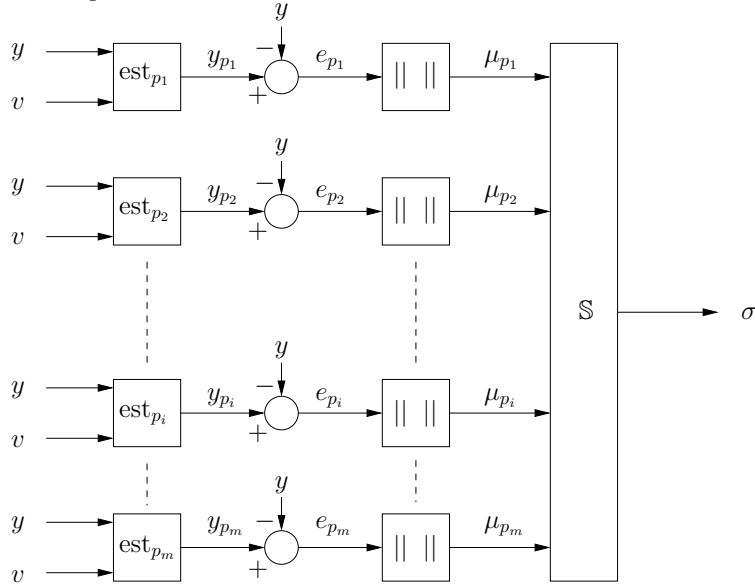 y
y
−
est_{p_1}
y_{p_1}
e_{p_1}
|| ||
μ_{p_1}
+
v
y
y
−
est_{p_2}
y_{p_2}
e_{p_2}
|| ||
μ_{p_2}
+
v
𝕊
σ
y
y
−
est_{p_i}
y_{p_i}
e_{p_i}
|| ||
μ_{p_i}
+
v
y
y
−
est_{p_m}
y_{p_m}
e_{p_m}
|| ||
μ_{p_m}
+
v